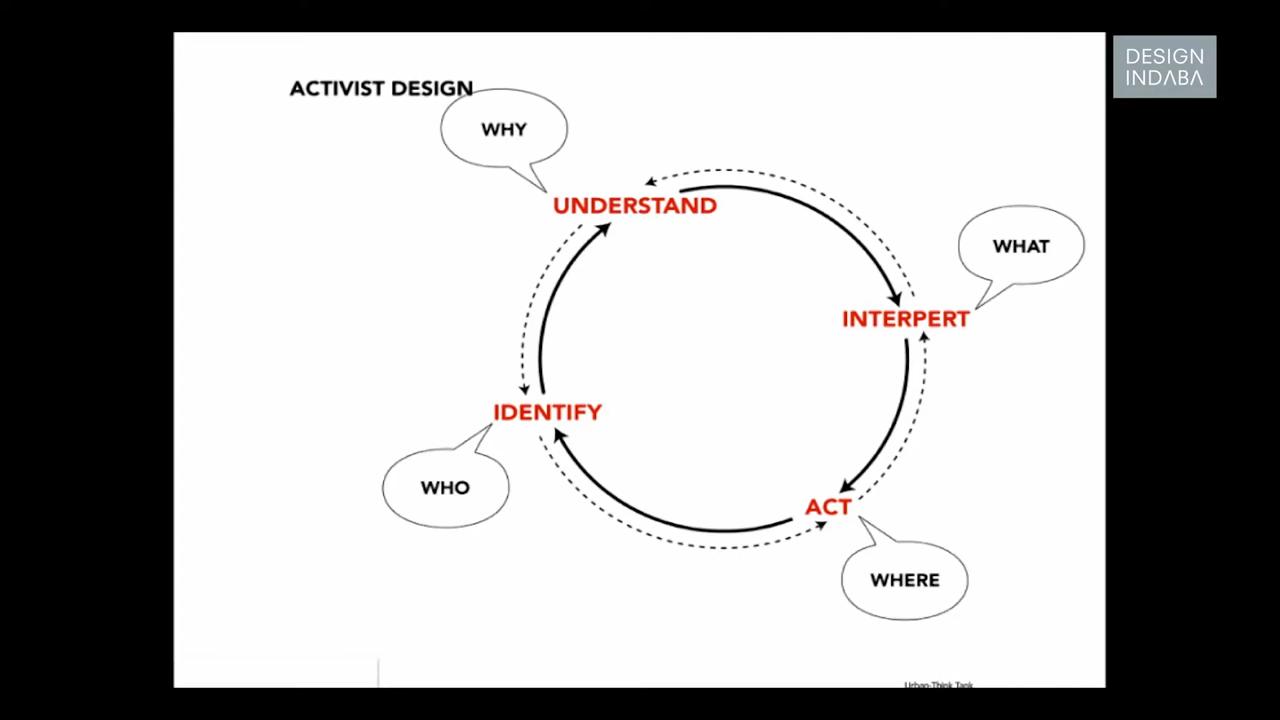 DESIGN
INDABA
ACTIVIST DESIGN
WHY
UNDERSTAND
WHAT
INTERPERT
IDENTIFY
WHO
ACT
WHERE
Urban-Think Tank